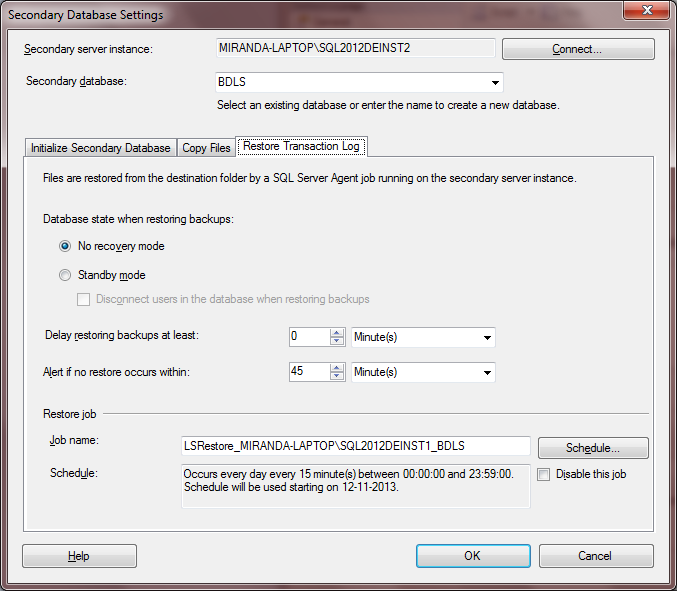 Secondary Database Settings
Secondary server instance:
MIRANDA-LAPTOP\SQL2012DEINST2
Connect...
Secondary database:
BDLS
Select an existing database or enter the name to create a new database.
Initialize Secondary Database
Copy Files
Restore Transaction Log
Files are restored from the destination folder by a SQL Server Agent job running on the secondary server instance.
Database state when restoring backups:
No recovery mode
Standby mode
Disconnect users in the database when restoring backups
Delay restoring backups at least:
0
Minute(s)
Alert if no restore occurs within:
45
Minute(s)
Restore job
Job name:
LSRestore_MIRANDA-LAPTOP\SQL2012DEINST1_BDLS
Schedule...
Schedule:
Occurs every day every 15 minute(s) between 00:00:00 and 23:59:00.
Schedule will be used starting on 12-11-2013.
Disable this job
Help
OK
Cancel